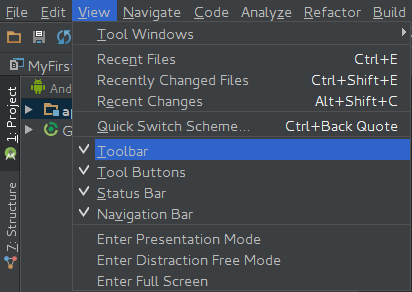 File Edit View Navigate Code Analyze Refactor Build
Tool Windows
MyFirs
Recent Files Ctrl+E
Recently Changed Files Ctrl+Shift+E
Recent Changes Alt+Shift+C
Quick Switch Scheme... Ctrl+Back Quote
Toolbar
Tool Buttons
Status Bar
Navigation Bar
Enter Presentation Mode
Enter Distraction Free Mode
Enter Full Screen
1: Project
7: Structure
And
ap
G